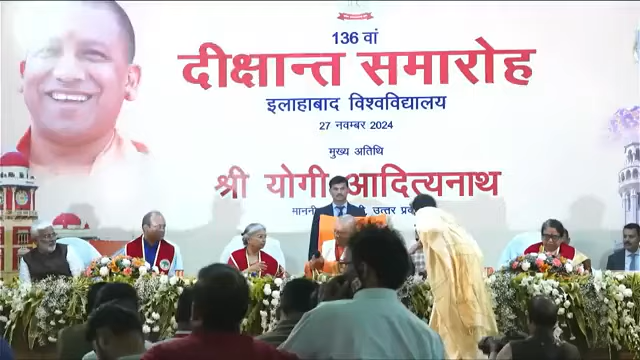 136 वां
दीक्षान्त समारोह
इलाहाबाद विश्वविद्यालय
27 नवम्बर 2024
मुख्य अतिथि
श्री योगी आदित्यनाथ